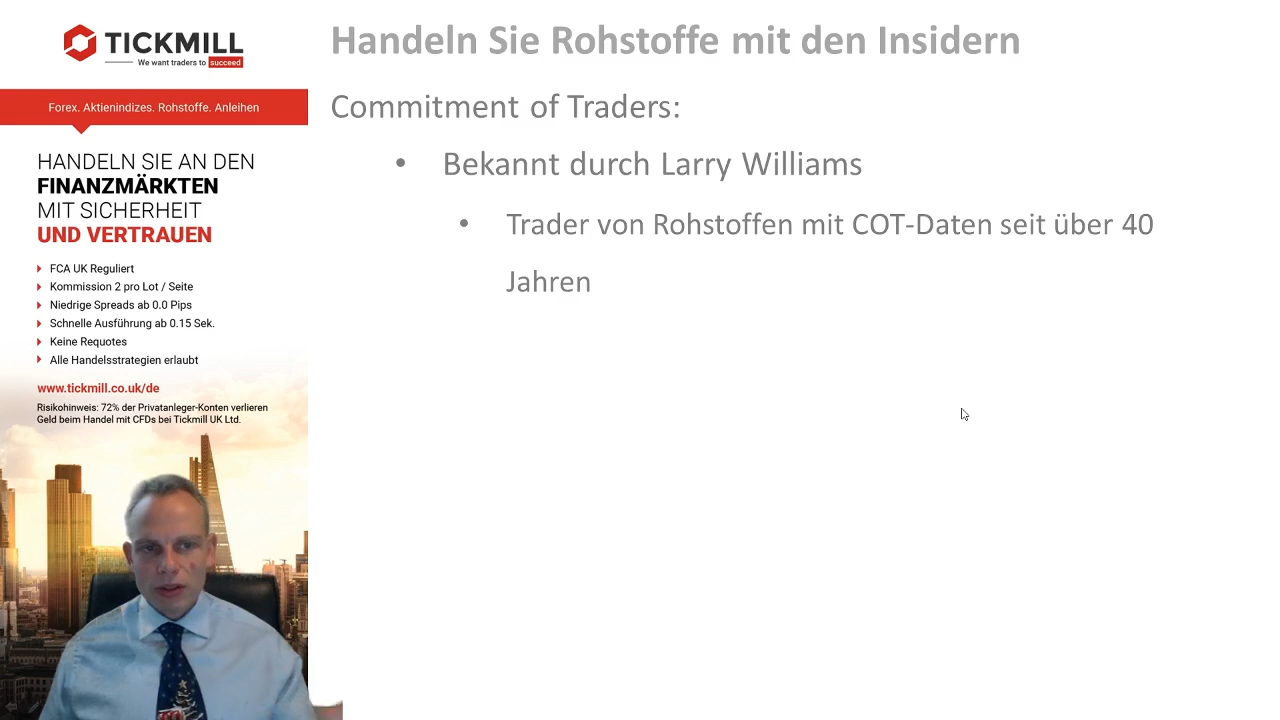 TICKMILL
We want traders to succeed
Forex. Aktienindizes. Rohstoffe. Anleihen
HANDELN SIE AN DEN
FINANZMÄRKTEN
MIT SICHERHEIT
UND VERTRAUEN
FCA UK Reguliert
Kommission 2 pro Lot / Seite
Niedrige Spreads ab 0.0 Pips
Schnelle Ausführung ab 0.15 Sek.
Keine Requotes
Alle Handelsstrategien erlaubt
www.tickmill.co.uk/de
Risikohinweis: 72% der Privatanleger-Konten verlieren
Geld beim Handel mit CFDs bei Tickmill UK Ltd.
Handeln Sie Rohstoffe mit den Insidern
Commitment of Traders:
• Bekannt durch Larry Williams
• Trader von Rohstoffen mit COT-Daten seit über 40
Jahren